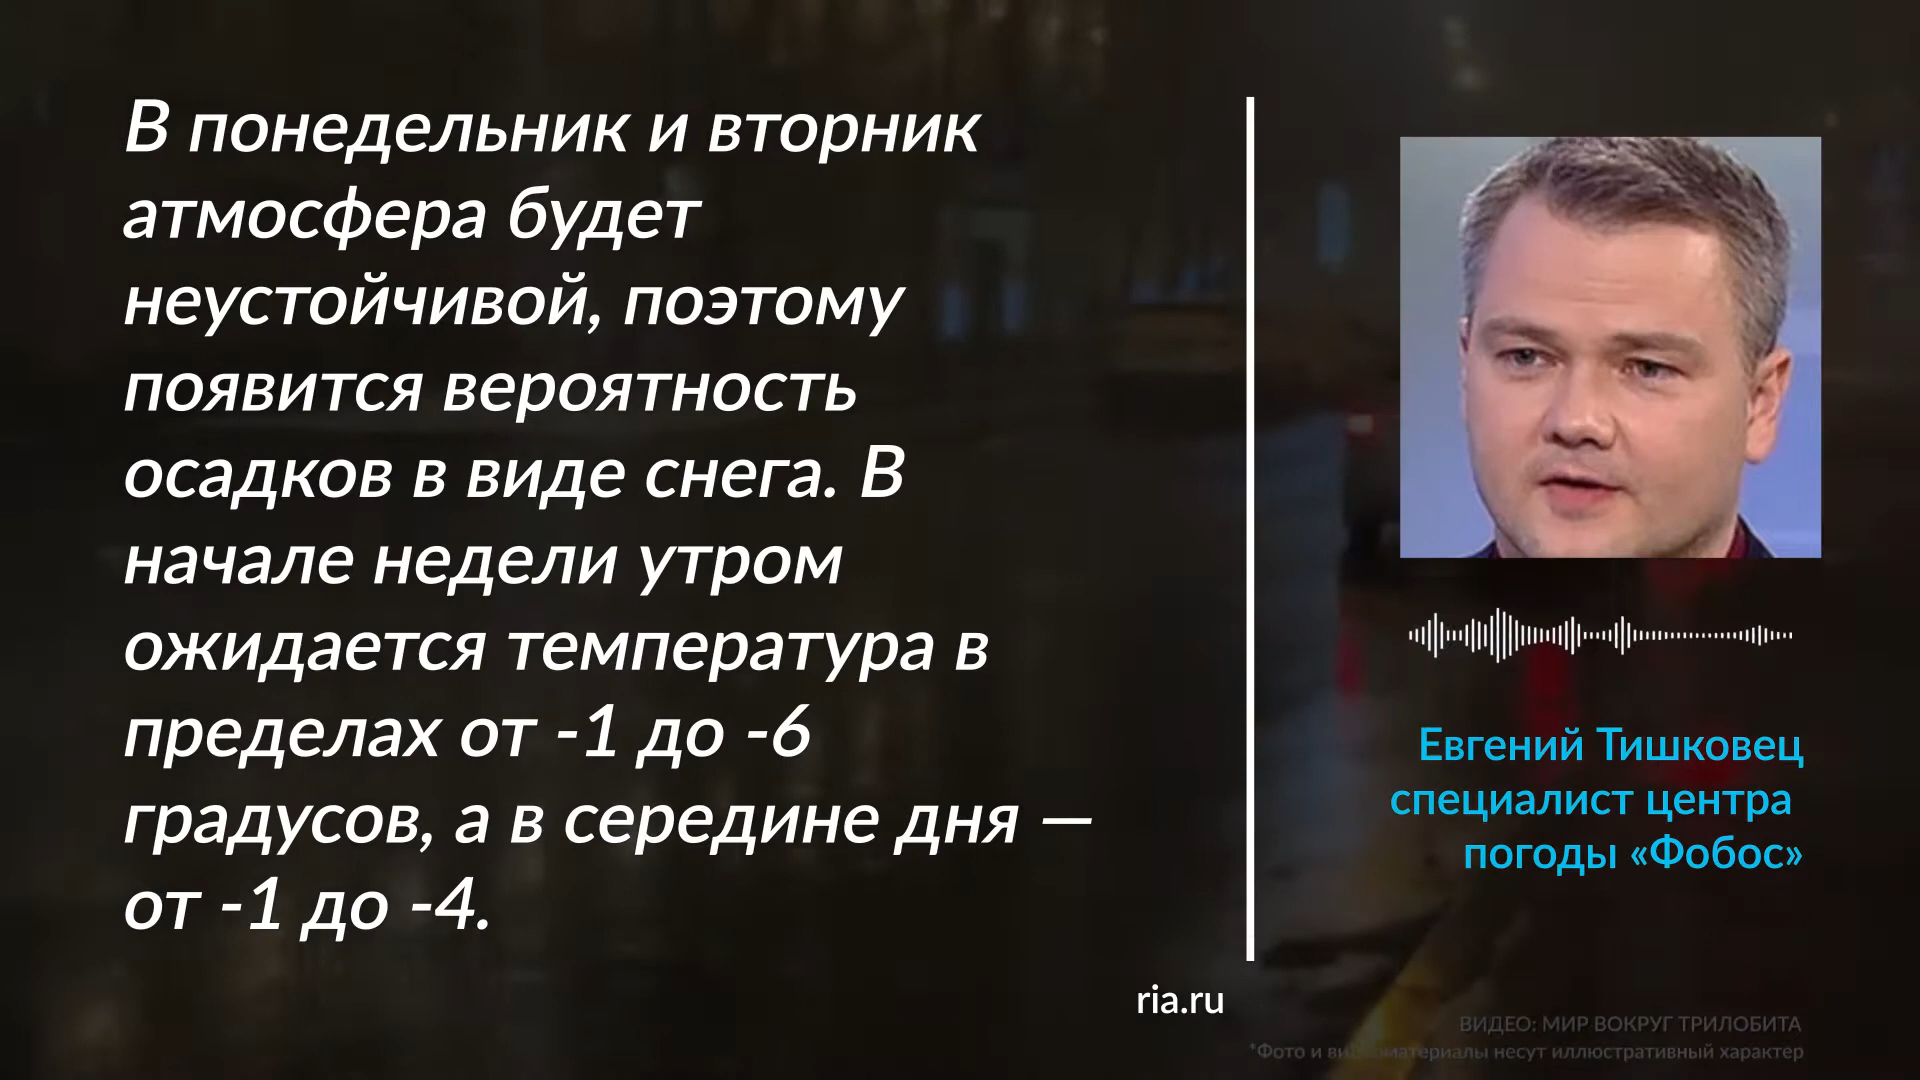 В понедельник и вторник
атмосфера будет
неустойчивой, поэтому
появится вероятность
осадков в виде снега. В
начале недели утром
ожидается температура в
пределах от -1 до -6
градусов, а в середине дня —
от -1 до -4.
Евгений Тишковец
специалист центра
погоды «Фобос»
ria.ru
ВИДЕО: МИР ВОКРУГ ТРИЛОБИТА
*Фото и видеоматериалы несут иллюстративный характер